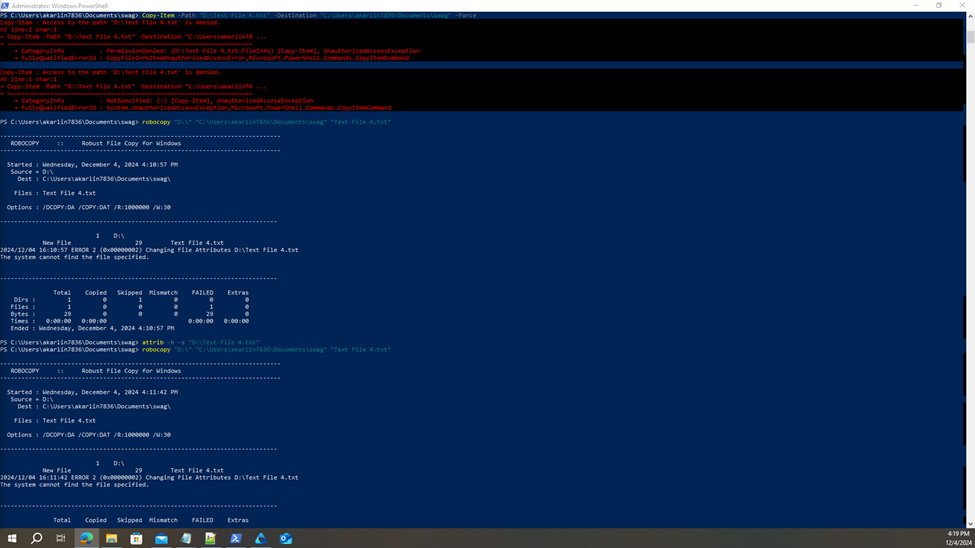 Administrator: Windows PowerShell
PS C:\Users\akarlin7836\Documents\swag> Copy-Item -Path "D:\Text File 4.txt" -Destination "C:\Users\akarlin7836\Documents\swag" -Force
Copy-Item : Access to the path 'D:\Text File 4.txt' is denied.
At line:1 char:1
+ Copy-Item -Path "D:\Text File 4.txt" -Destination "C:\Users\akarlin78 ...
+ ~~~~~~~~~~~~~~~~~~~~~~~~~~~~~~~~~~~~~~~~~~~~~~~~~~~~~~~~~~~~~~~~~~~~~
+ CategoryInfo : PermissionDenied: (D:\Text File 4.txt:FileInfo) [Copy-Item], UnauthorizedAccessException
+ FullyQualifiedErrorId : CopyFileInfoItemUnauthorizedAccessError,Microsoft.PowerShell.Commands.CopyItemCommand
Copy-Item : Access to the path 'D:\Text File 4.txt' is denied.
At line:1 char:1
+ Copy-Item -Path "D:\Text File 4.txt" -Destination "C:\Users\akarlin78 ...
+ ~~~~~~~~~~~~~~~~~~~~~~~~~~~~~~~~~~~~~~~~~~~~~~~~~~~~~~~~~~~~~~~~~~~~~
+ CategoryInfo : NotSpecified: (:) [Copy-Item], UnauthorizedAccessException
+ FullyQualifiedErrorId : System.UnauthorizedAccessException,Microsoft.PowerShell.Commands.CopyItemCommand
PS C:\Users\akarlin7836\Documents\swag> robocopy "D:\" "C:\Users\akarlin7836\Documents\swag" "Text File 4.txt"
-------------------------------------------------------------------------------
ROBOCOPY :: Robust File Copy for Windows
-------------------------------------------------------------------------------
Started : Wednesday, December 4, 2024 4:10:57 PM
Source = D:\
Dest : C:\Users\akarlin7836\Documents\swag\
Files : Text File 4.txt
Options : /DCOPY:DA /COPY:DAT /R:1000000 /W:30
------------------------------------------------------------------------------
1 D:\
New File 29 Text File 4.txt
2024/12/04 16:10:57 ERROR 2 (0x00000002) Changing File Attributes D:\Text File 4.txt
The system cannot find the file specified.
------------------------------------------------------------------------------
Total Copied Skipped Mismatch FAILED Extras
Dirs : 1 0 1 0 0 0
Files : 1 0 0 0 1 0
Bytes : 29 0 0 0 29 0
Times : 0:00:00 0:00:00 0:00:00 0:00:00
Ended : Wednesday, December 4, 2024 4:10:57 PM
PS C:\Users\akarlin7836\Documents\swag> attrib -h -s "D:\Text File 4.txt"
PS C:\Users\akarlin7836\Documents\swag> robocopy "D:\" "C:\Users\akarlin7836\Documents\swag" "Text File 4.txt"
-------------------------------------------------------------------------------
ROBOCOPY :: Robust File Copy for Windows
-------------------------------------------------------------------------------
Started : Wednesday, December 4, 2024 4:11:42 PM
Source = D:\
Dest : C:\Users\akarlin7836\Documents\swag\
Files : Text File 4.txt
Options : /DCOPY:DA /COPY:DAT /R:1000000 /W:30
------------------------------------------------------------------------------
1 D:\
New File 29 Text File 4.txt
2024/12/04 16:11:42 ERROR 2 (0x00000002) Changing File Attributes D:\Text File 4.txt
The system cannot find the file specified.
------------------------------------------------------------------------------
Total Copied Skipped Mismatch FAILED Extras
4:19 PM
12/4/2024